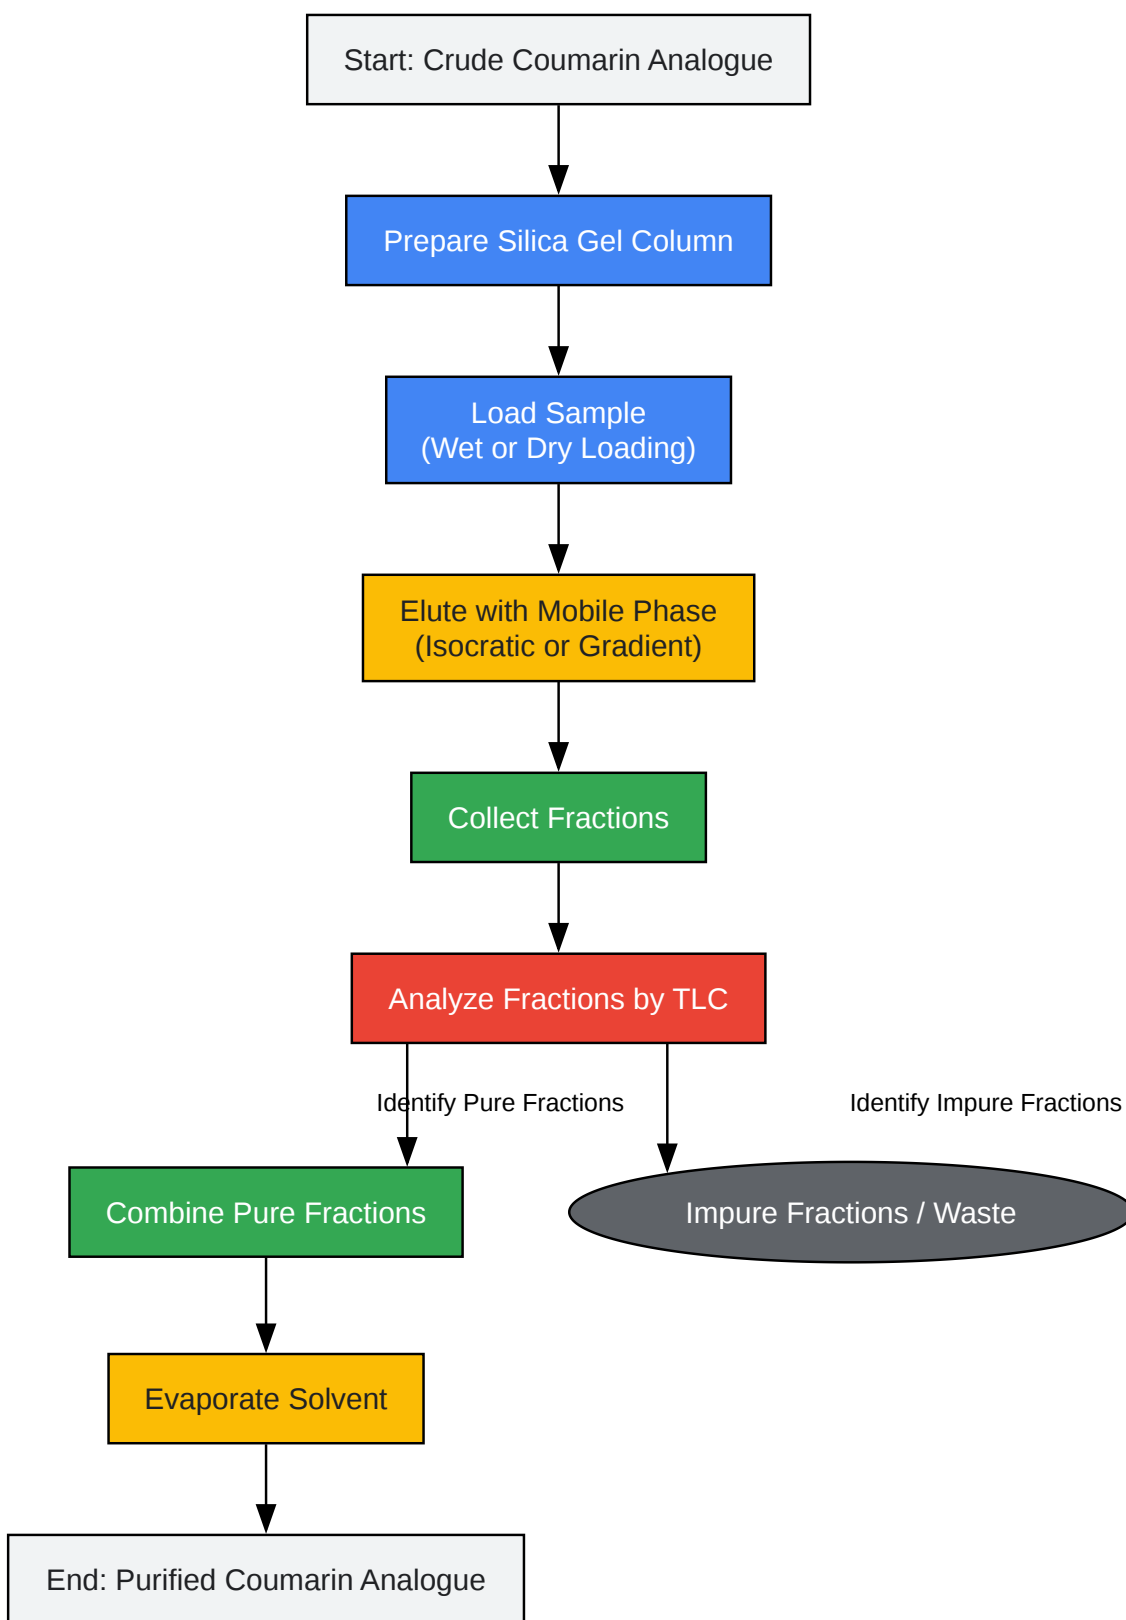 Start: Crude Coumarin Analogue
Prepare Silica Gel Column
Load Sample
(Wet or Dry Loading)
Elute with Mobile Phase
(Isocratic or Gradient)
Collect Fractions
Analyze Fractions by TLC
Identify Pure Fractions
Identify Impure Fractions
Combine Pure Fractions
Impure Fractions / Waste
Evaporate Solvent
End: Purified Coumarin Analogue